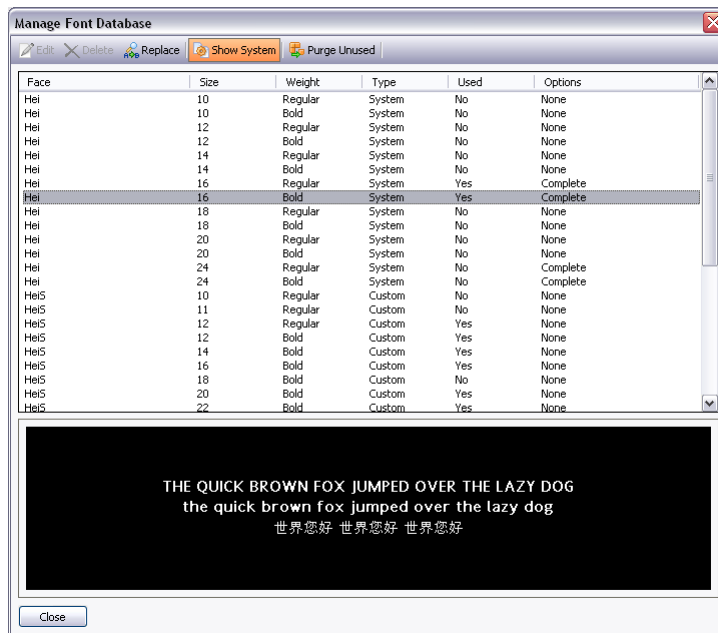 Manage Font Database
Edit Delete Replace Show System Purge Unused
Face Size Weight Type Used Options
Hei 10 Regular System No None
Hei 10 Bold System No None
Hei 12 Regular System No None
Hei 12 Bold System No None
Hei 14 Regular System No None
Hei 14 Bold System No None
Hei 16 Regular System Yes Complete
Hei 16 Bold System Yes Complete
Hei 18 Regular System No None
Hei 18 Bold System No None
Hei 20 Regular System No None
Hei 20 Bold System No None
Hei 24 Regular System No Complete
Hei 24 Bold System No Complete
HeiS 10 Regular Custom No None
HeiS 11 Regular Custom No None
HeiS 12 Regular Custom Yes None
HeiS 12 Bold Custom Yes None
HeiS 14 Bold Custom Yes None
HeiS 16 Bold Custom Yes None
HeiS 18 Bold Custom No None
HeiS 20 Bold Custom Yes None
HeiS 22 Bold Custom Yes None
THE QUICK BROWN FOX JUMPED OVER THE LAZY DOG
the quick brown fox jumped over the lazy dog
世界您好 世界您好 世界您好
Close